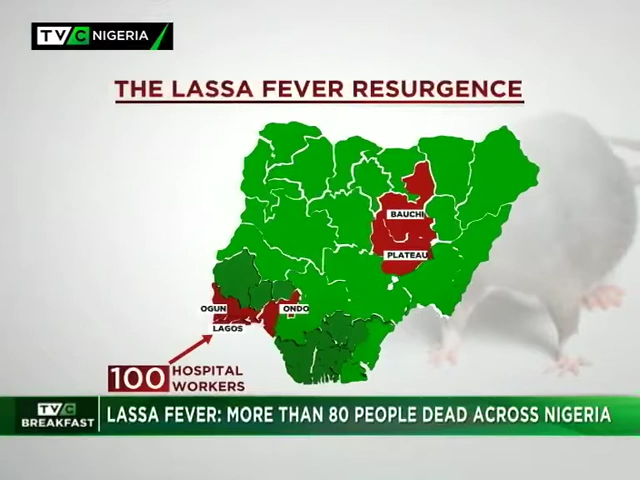 TVC NIGERIA
THE LASSA FEVER RESURGENCE
BAUCHI
PLATEAU
OGUN
ONDO
LAGOS
100 HOSPITAL
WORKERS
TVC
BREAKFAST
LASSA FEVER: MORE THAN 80 PEOPLE DEAD ACROSS NIGERIA